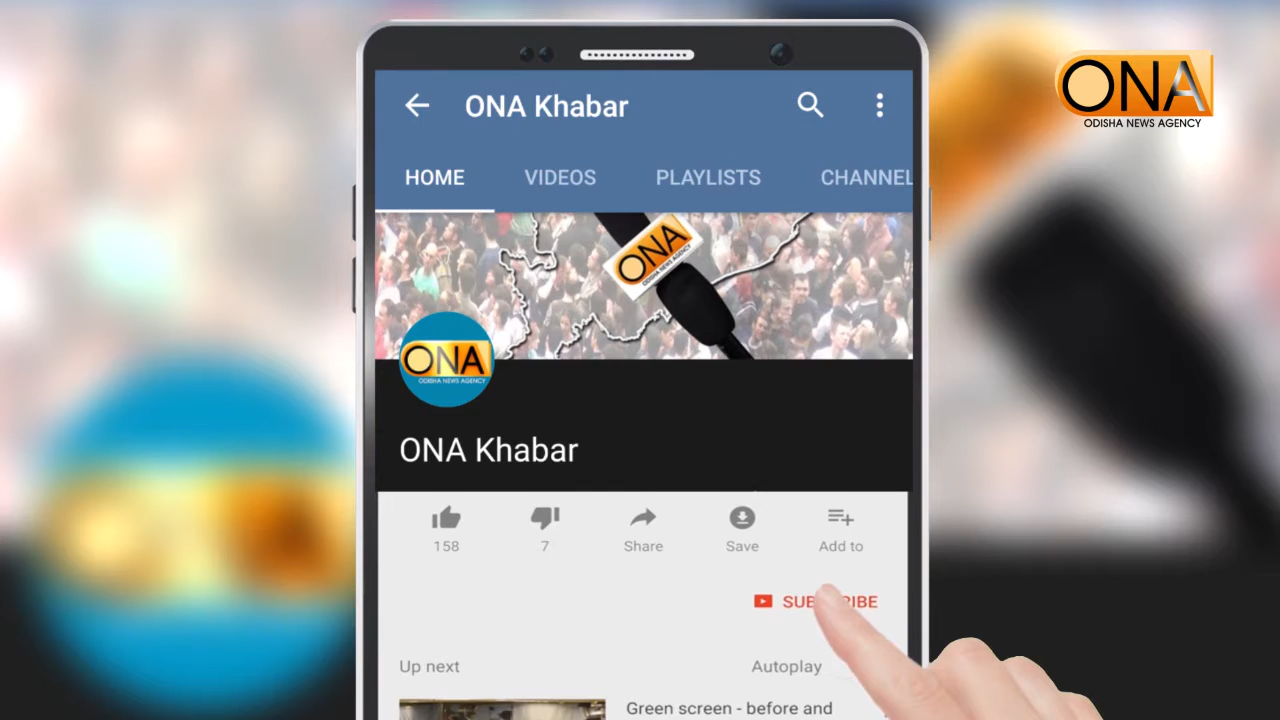 ONA Khabar
HOME VIDEOS PLAYLISTS CHANNEL
ONA
ODISHA NEWS AGENCY
ONA
ODISHA NEWS AGENCY
ONA
ODISHA NEWS AGENCY
ONA Khabar
158 7 Share Save Add to
SUBSCRIBE
Up next Autoplay
Green screen - before and